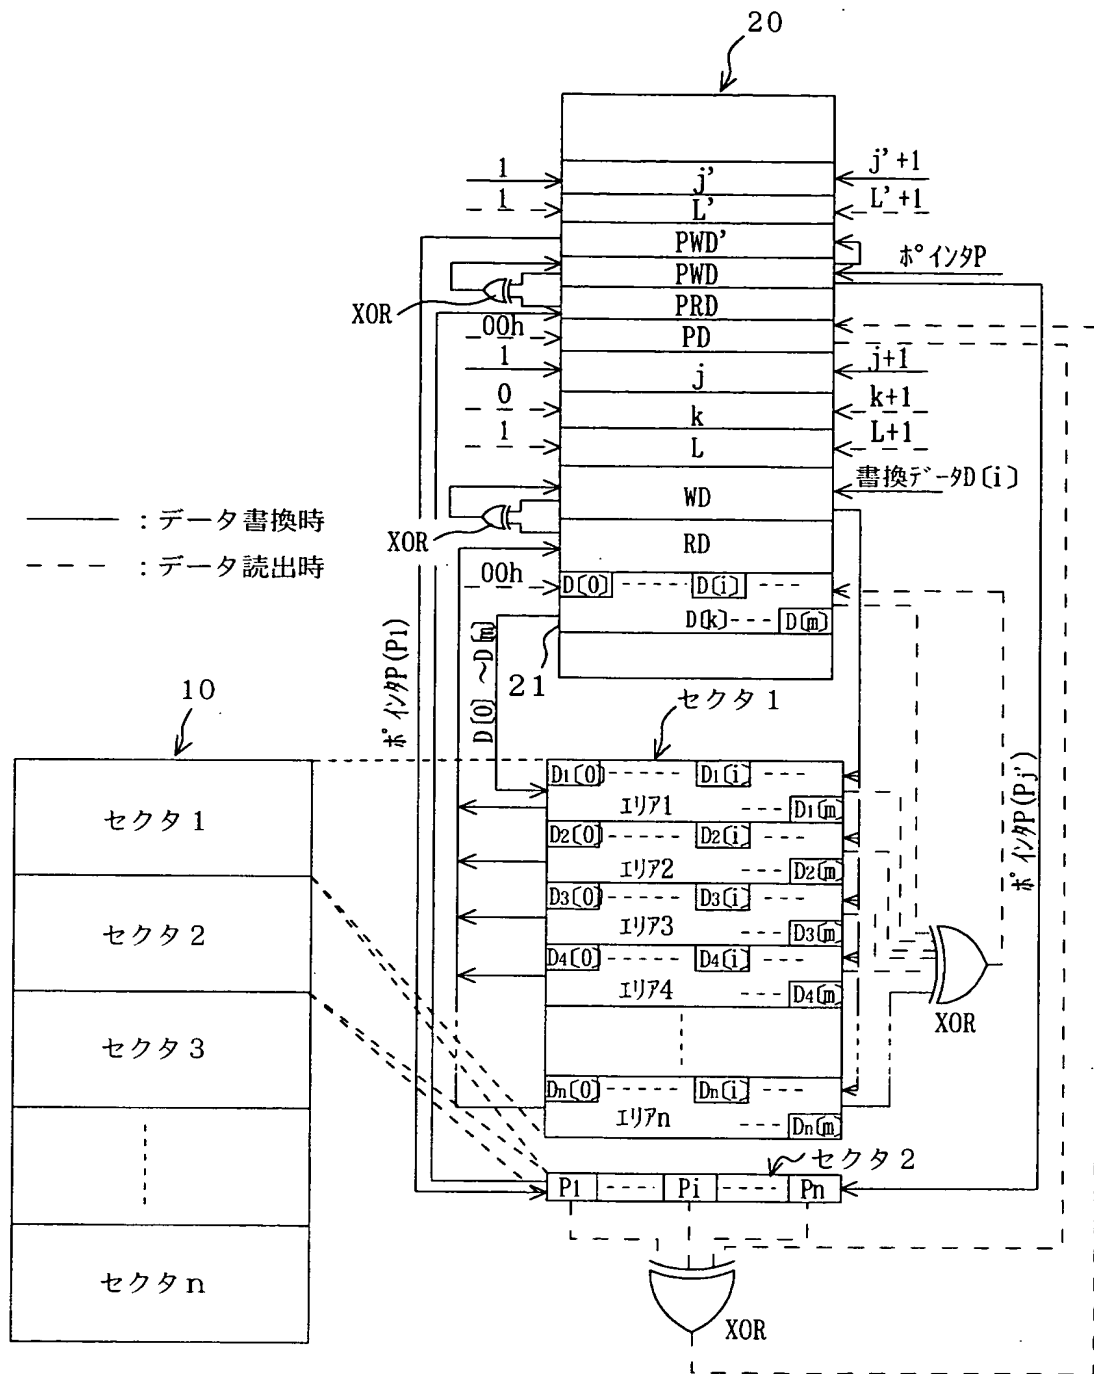 20
1
j'
j'+1
1
L'
L'+1
PWD'
PWD
ポインタP
XOR
PRD
00h
PD
1
j
j+1
0
k
k+1
1
L
L+1
WD
書換データD[i]
XOR
RD
——— :データ書換時
--- :データ読出時
00h
D[0] ----- D[i] ---
D[k]--- D[m]
21
D[0] ~D[m]
ポインタP(P1)
ポインタP(Pj')
10
セクタ1
セクタ2
セクタ3
セクタn
セクタ1
D1[0] ----- D1[i] ---
エリア1 --- D1[m]
D2[0] ----- D2[i] ---
エリア2 --- D2[m]
D3[0] ----- D3[i] ---
エリア3 --- D3[m]
D4[0] ----- D4[i] ---
エリア4 --- D4[m]
Dn[0] ----- Dn[i] ---
エリアn --- Dn[m]
XOR
セクタ2
P1 ---- Pi ---- Pn
XOR